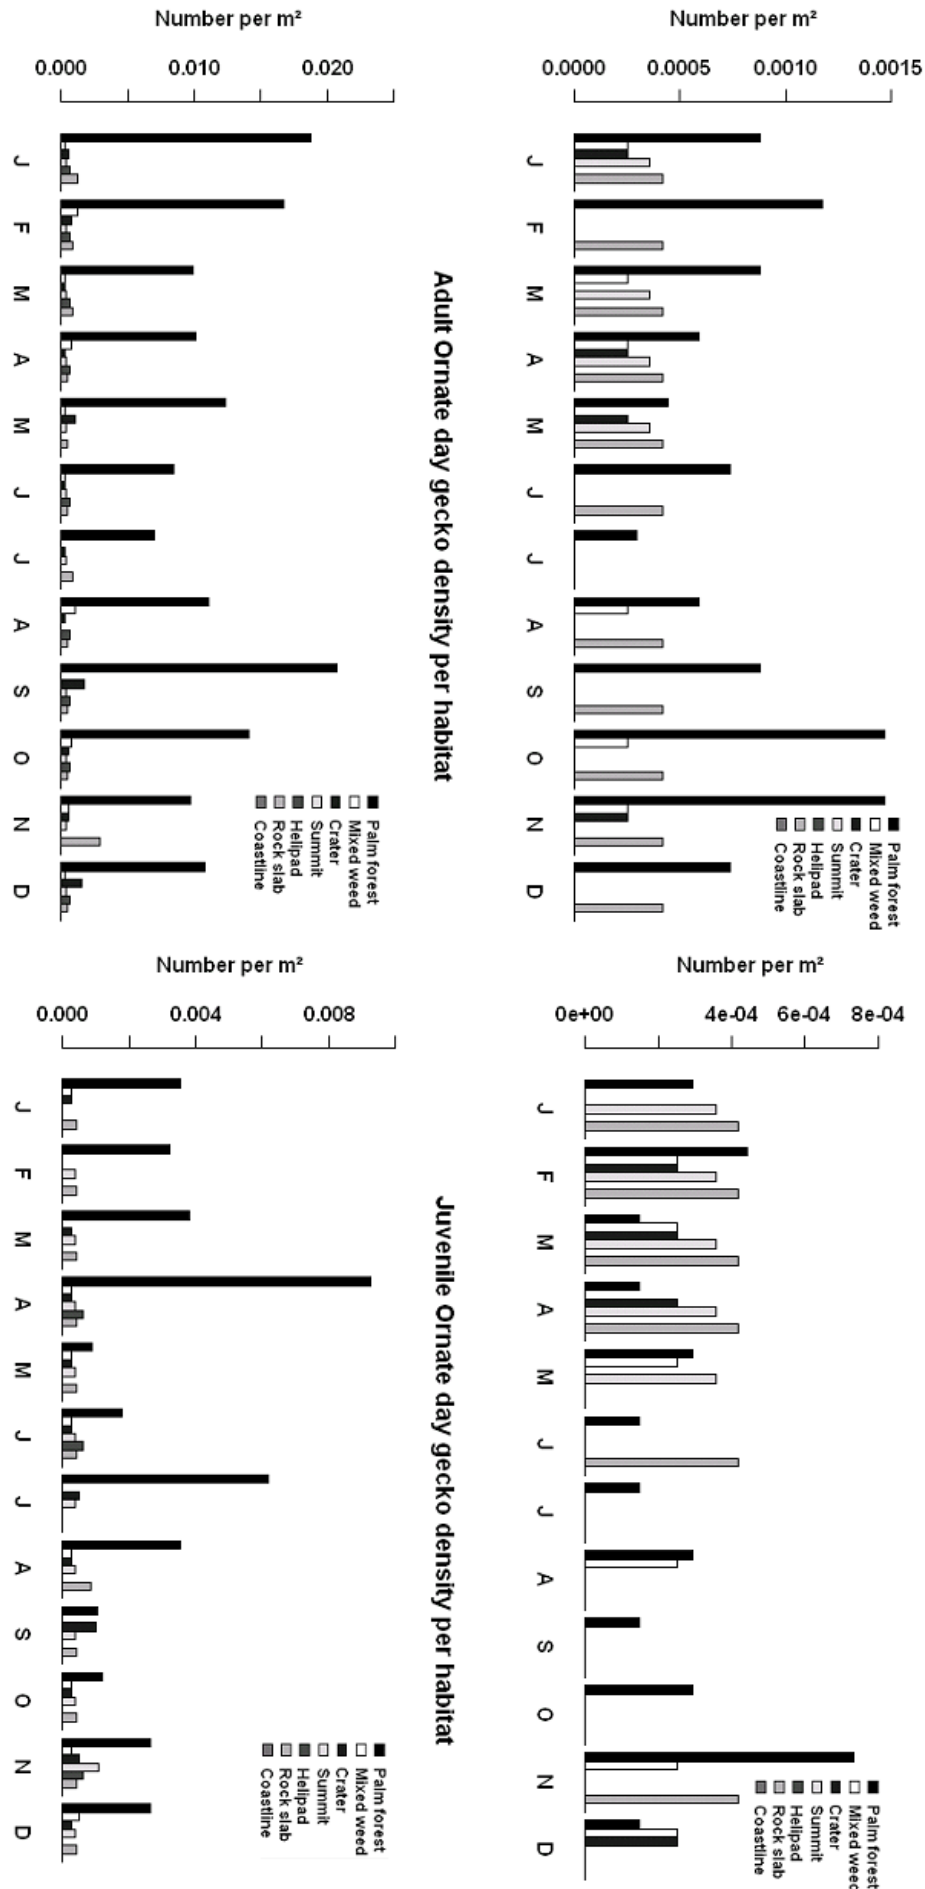 Number per m²
0.000 0.010 0.020
J
F
M
A
M
J
J
A
S
O
N
D
Palm forest
Mixed weed
Crater
Summit
Helipad
Rock slab
Coastline
Adult Ornate day gecko density per habitat
Number per m²
0.0000 0.0005 0.0010 0.0015
J
F
M
A
M
J
J
A
S
O
N
D
Palm forest
Mixed weed
Crater
Summit
Helipad
Rock slab
Coastline
Number per m²
0.000 0.004 0.008
J
F
M
A
M
J
J
A
S
O
N
D
Palm forest
Mixed weed
Crater
Summit
Helipad
Rock slab
Coastline
Juvenile Ornate day gecko density per habitat
Number per m²
0e+00 4e-04 6e-04 8e-04
J
F
M
A
M
J
J
A
S
O
N
D
Palm forest
Mixed weed
Crater
Summit
Helipad
Rock slab
Coastline